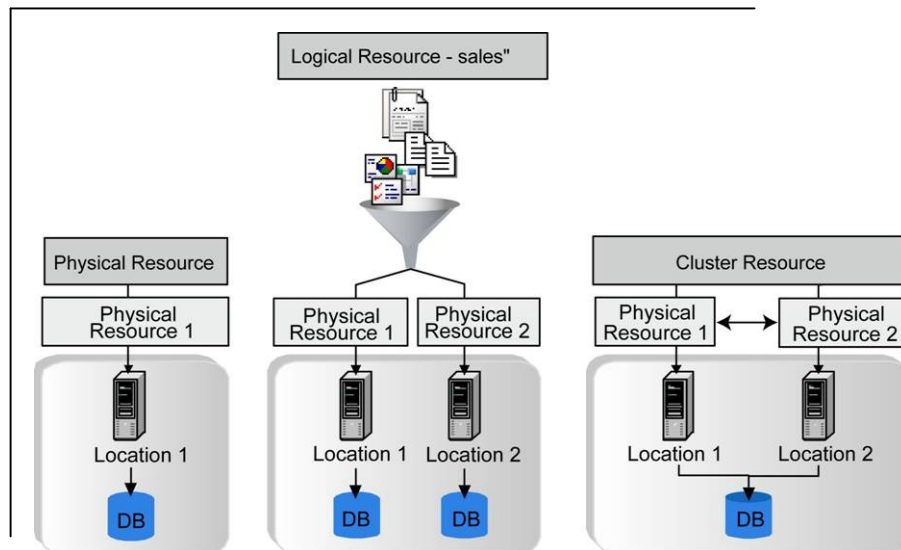 Logical Resource - sales"
Physical Resource
Cluster Resource
Physical
Resource 1
Physical
Resource 1
Physical
Resource 2
Physical
Resource 1
Physical
Resource 2
Location 1
Location 1
Location 2
Location 1
Location 2
DB
DB
DB
DB